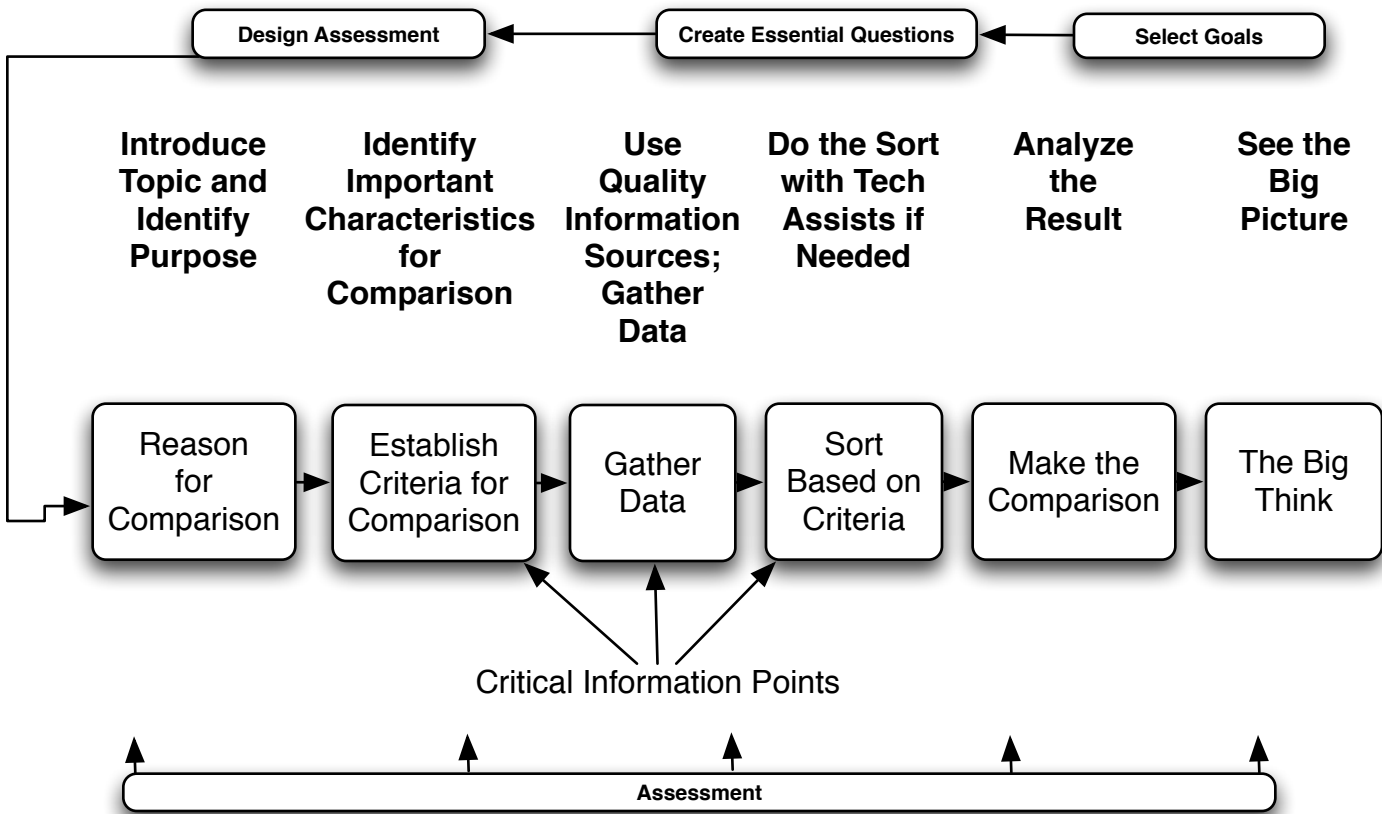 Design Assessment
Create Essential Questions
Select Goals
Introduce
Topic and
Identify
Purpose
Identify
Important
Characteristics
for
Comparison
Use
Quality
Information
Sources;
Gather
Data
Do the Sort
with Tech
Assists if
Needed
Analyze
the
Result
See the
Big
Picture
Reason
for
Comparison
Establish
Criteria for
Comparison
Gather
Data
Sort
Based on
Criteria
Make the
Comparison
The Big
Think
Critical Information Points
Assessment